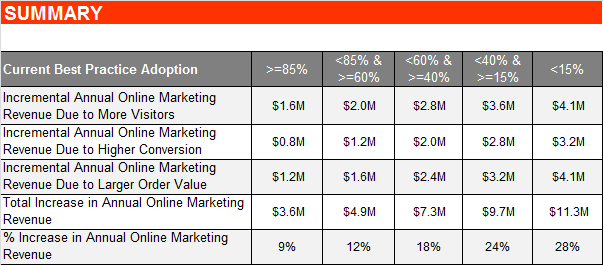 SUMMARY
Current Best Practice Adoption >=85% <85% & >=60% <60% & >=40% <40% & >=15% <15%
Incremental Annual Online Marketing
Revenue Due to More Visitors $1.6M $2.0M $2.8M $3.6M $4.1M
Incremental Annual Online Marketing
Revenue Due to Higher Conversion $0.8M $1.2M $2.0M $2.8M $3.2M
Incremental Annual Online Marketing
Revenue Due to Larger Order Value $1.2M $1.6M $2.4M $3.2M $4.1M
Total Increase in Annual Online Marketing
Revenue $3.6M $4.9M $7.3M $9.7M $11.3M
% Increase in Annual Online Marketing
Revenue 9% 12% 18% 24% 28%